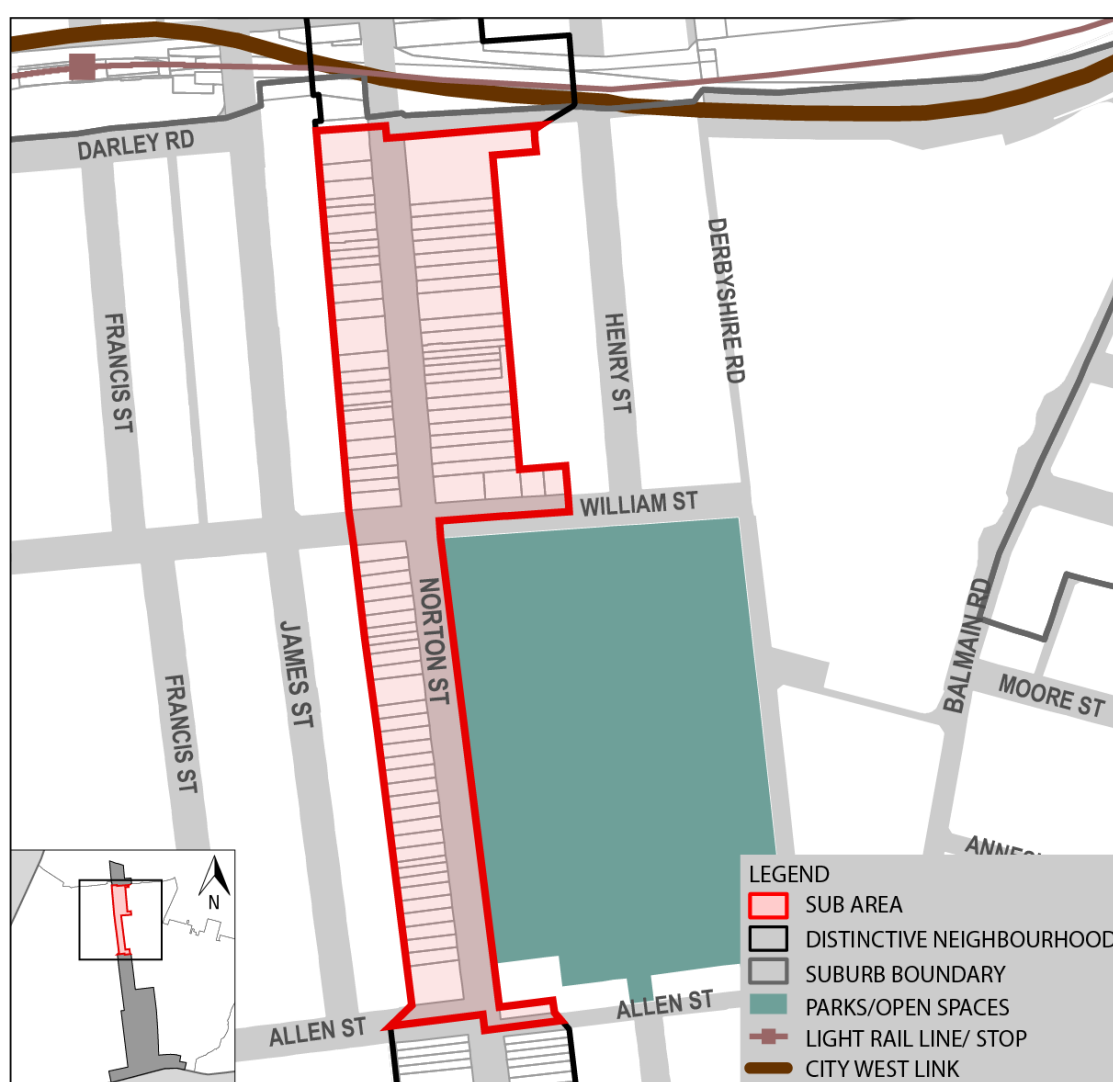 DARLEY RD
FRANCIS ST
HENRY ST
DERBYSHIRE RD
WILLIAM ST
NORTON ST
JAMES ST
FRANCIS ST
BALMAIN RD
MOORE ST
ALLEN ST
ALLEN ST
N
LEGEND
SUB AREA
DISTINCTIVE NEIGHBOURHOOD
SUBURB BOUNDARY
PARKS/OPEN SPACES
LIGHT RAIL LINE/ STOP
CITY WEST LINK